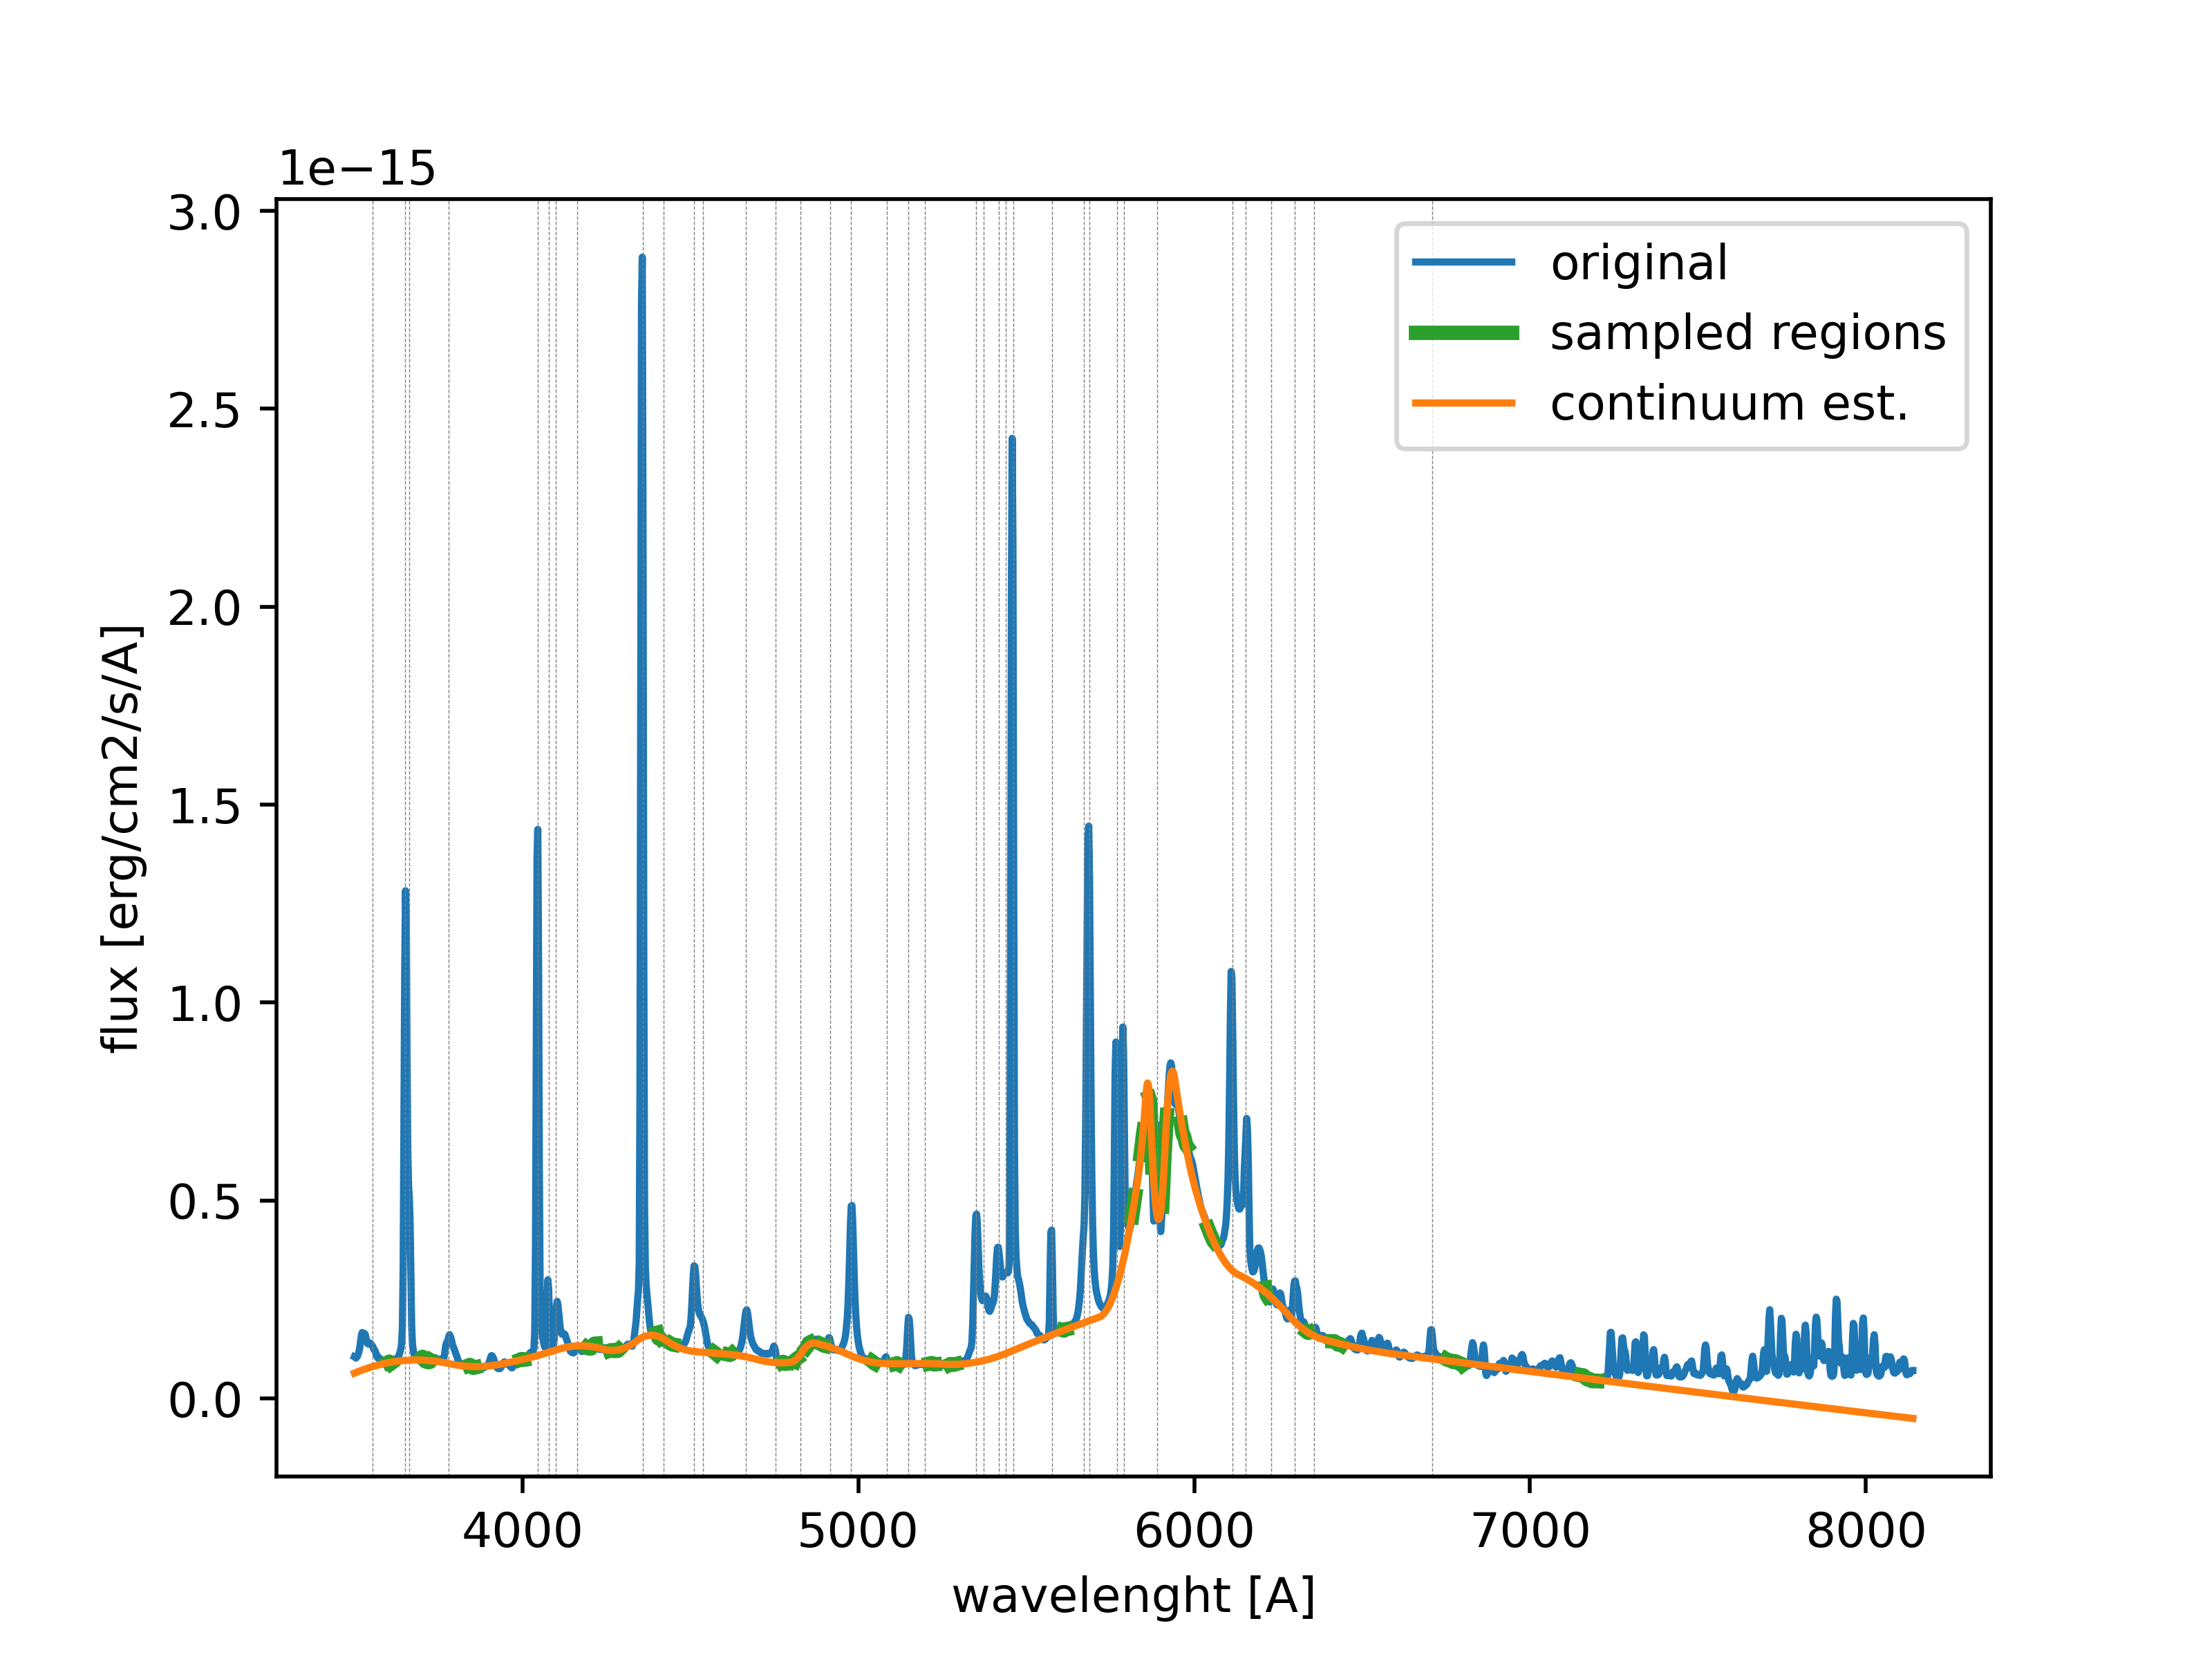 1e−15
3.0
2.5
2.0
1.5
1.0
0.5
0.0
flux [erg/cm2/s/A]
original
sampled regions
continuum est.
4000 5000 6000 7000 8000
wavelenght [A]